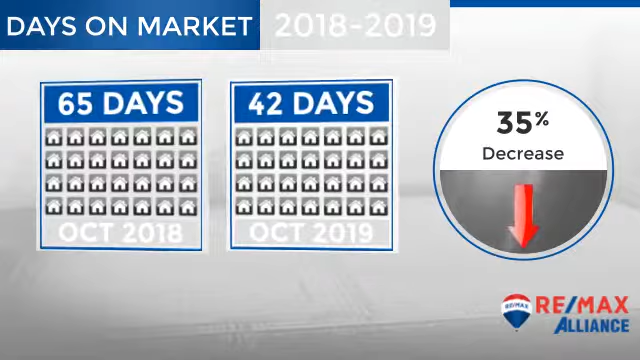 DAYS ON MARKET 2018-2019
65 DAYS
OCT 2018
42 DAYS
OCT 2019
35%
Decrease
RE/MAX
RE/MAX
ALLIANCE